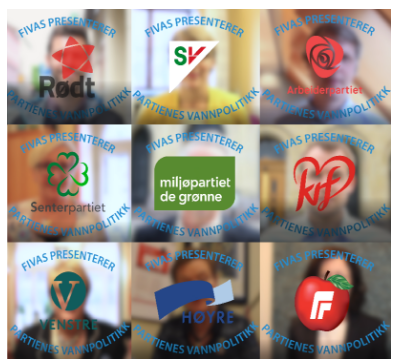 FIVAS PRESENTERER
Rødt
PARTIENES VANNPOLITIKK
FIVAS PRESENTERER
SV
PARTIENES VANNPOLITIKK
FIVAS PRESENTERER
Arbeiderpartiet
PARTIENES VANNPOLITIKK
FIVAS PRESENTERER
Senterpartiet
PARTIENES VANNPOLITIKK
FIVAS PRESENTERER
miljøpartiet
de grønne
PARTIENES VANNPOLITIKK
FIVAS PRESENTERER
krf
PARTIENES VANNPOLITIKK
FIVAS PRESENTERER
V
VENSTRE
PARTIENES VANNPOLITIKK
FIVAS PRESENTERER
HØYRE
PARTIENES VANNPOLITIKK
FIVAS PRESENTERER
F
PARTIENES VANNPOLITIKK